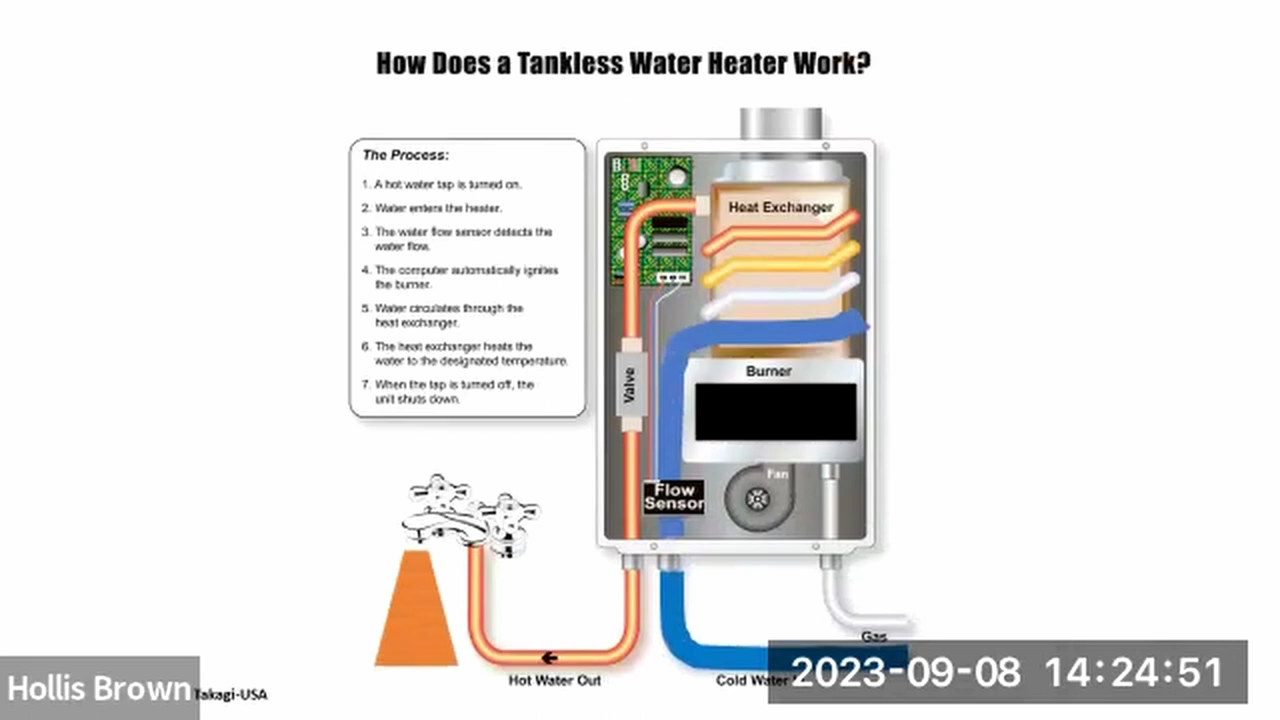 How Does a Tankless Water Heater Work?
The Process:
1. A hot water tap is turned on.
2. Water enters the heater.
3. The water flow sensor detects the
water flow.
4. The computer automatically ignites
the burner.
5. Water circulates through the
heat exchanger.
6. The heat exchanger heats the
water to the designated temperature.
7. When the tap is turned off, the
unit shuts down.
Heat Exchanger
Valve
Burner
Fan
Flow
Sensor
Gas
Hot Water Out
Cold Water
2023-09-08 14:24:51
Hollis Brown
Takagi-USA